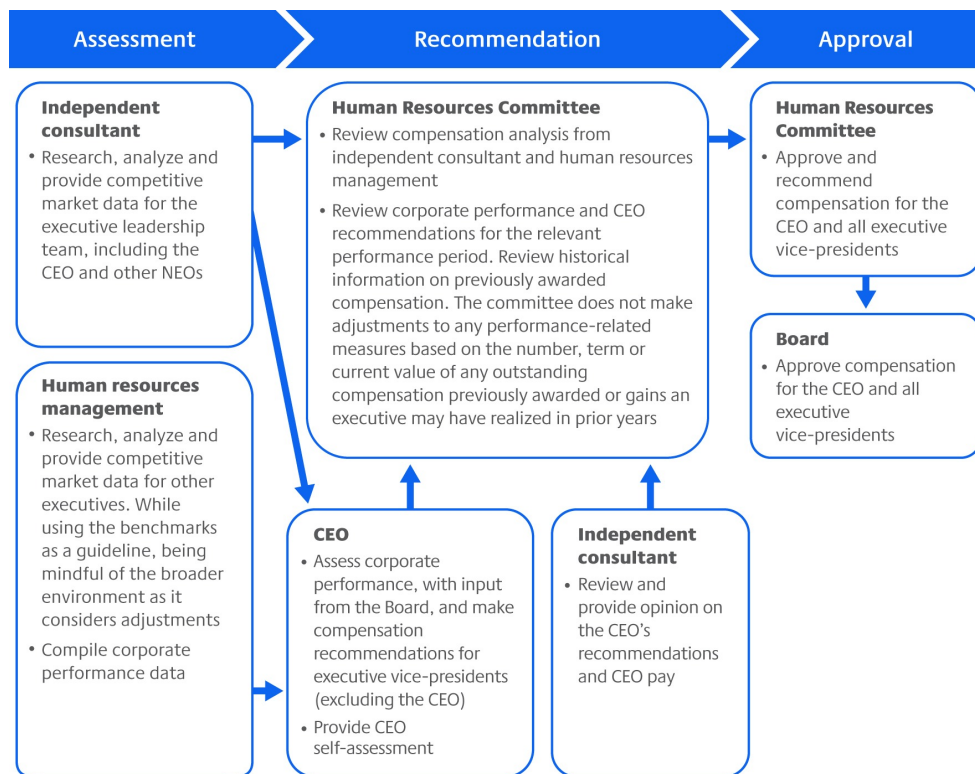 Assessment
Recommendation
Approval
Independent
consultant
• Research, analyze and
provide competitive
market data for the
executive leadership
team, including the
CEO and other NEOs
Human resources
management
• Research, analyze and
provide competitive
market data for other
executives. While
using the benchmarks
as a guideline, being
mindful of the broader
environment as it
considers adjustments
• Compile corporate
performance data
Human Resources Committee
• Review compensation analysis from
independent consultant and human resources
management
• Review corporate performance and CEO
recommendations for the relevant
performance period. Review historical
information on previously awarded
compensation. The committee does not make
adjustments to any performance-related
measures based on the number, term or
current value of any outstanding
compensation previously awarded or gains an
executive may have realized in prior years
CEO
• Assess corporate
performance, with input
from the Board, and make
compensation
recommendations for
executive vice-presidents
(excluding the CEO)
• Provide CEO
self-assessment
Independent
consultant
• Review and
provide opinion on
the CEO’s
recommendations
and CEO pay
Human Resources
Committee
• Approve and
recommend
compensation for the
CEO and all executive
vice-presidents
Board
• Approve compensation
for the CEO and all
executive
vice-presidents